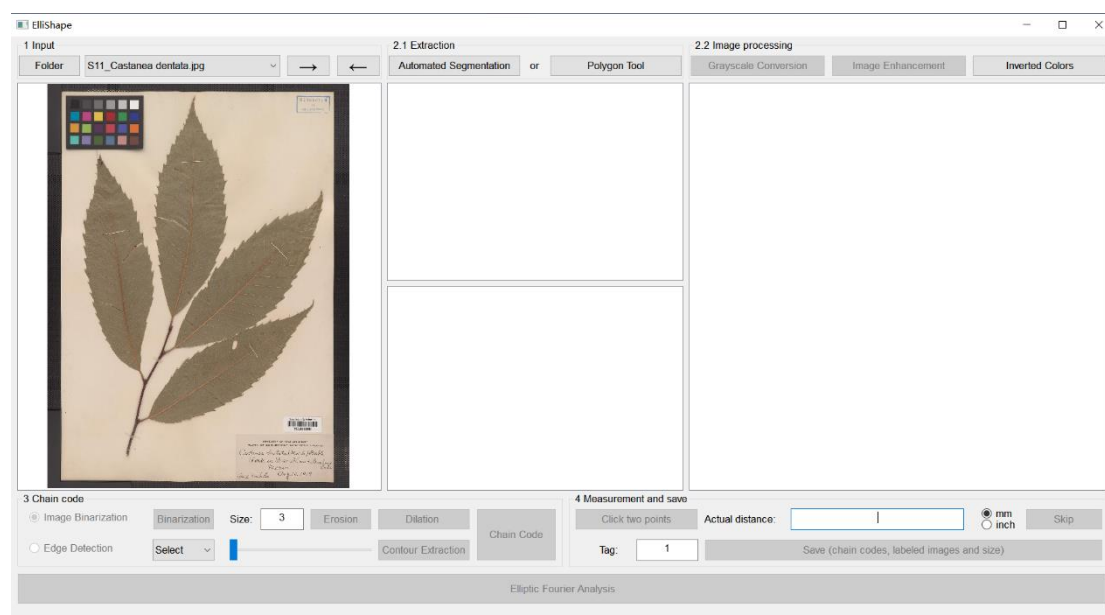 ElliShape
1 Input
Folder S11_Castanea dentata.jpg → ←
2.1 Extraction
Automated Segmentation or Polygon Tool
2.2 Image processing
Grayscale Conversion Image Enhancement Inverted Colors
3 Chain code
Image Binarization Binarization Size: 3 Erosion Dilation
Chain Code
Edge Detection Select Contour Extraction
4 Measurement and save
Click two points Actual distance: mm
inch
Skip
Tag: 1 Save (chain codes, labeled images and size)
Elliptic Fourier Analysis